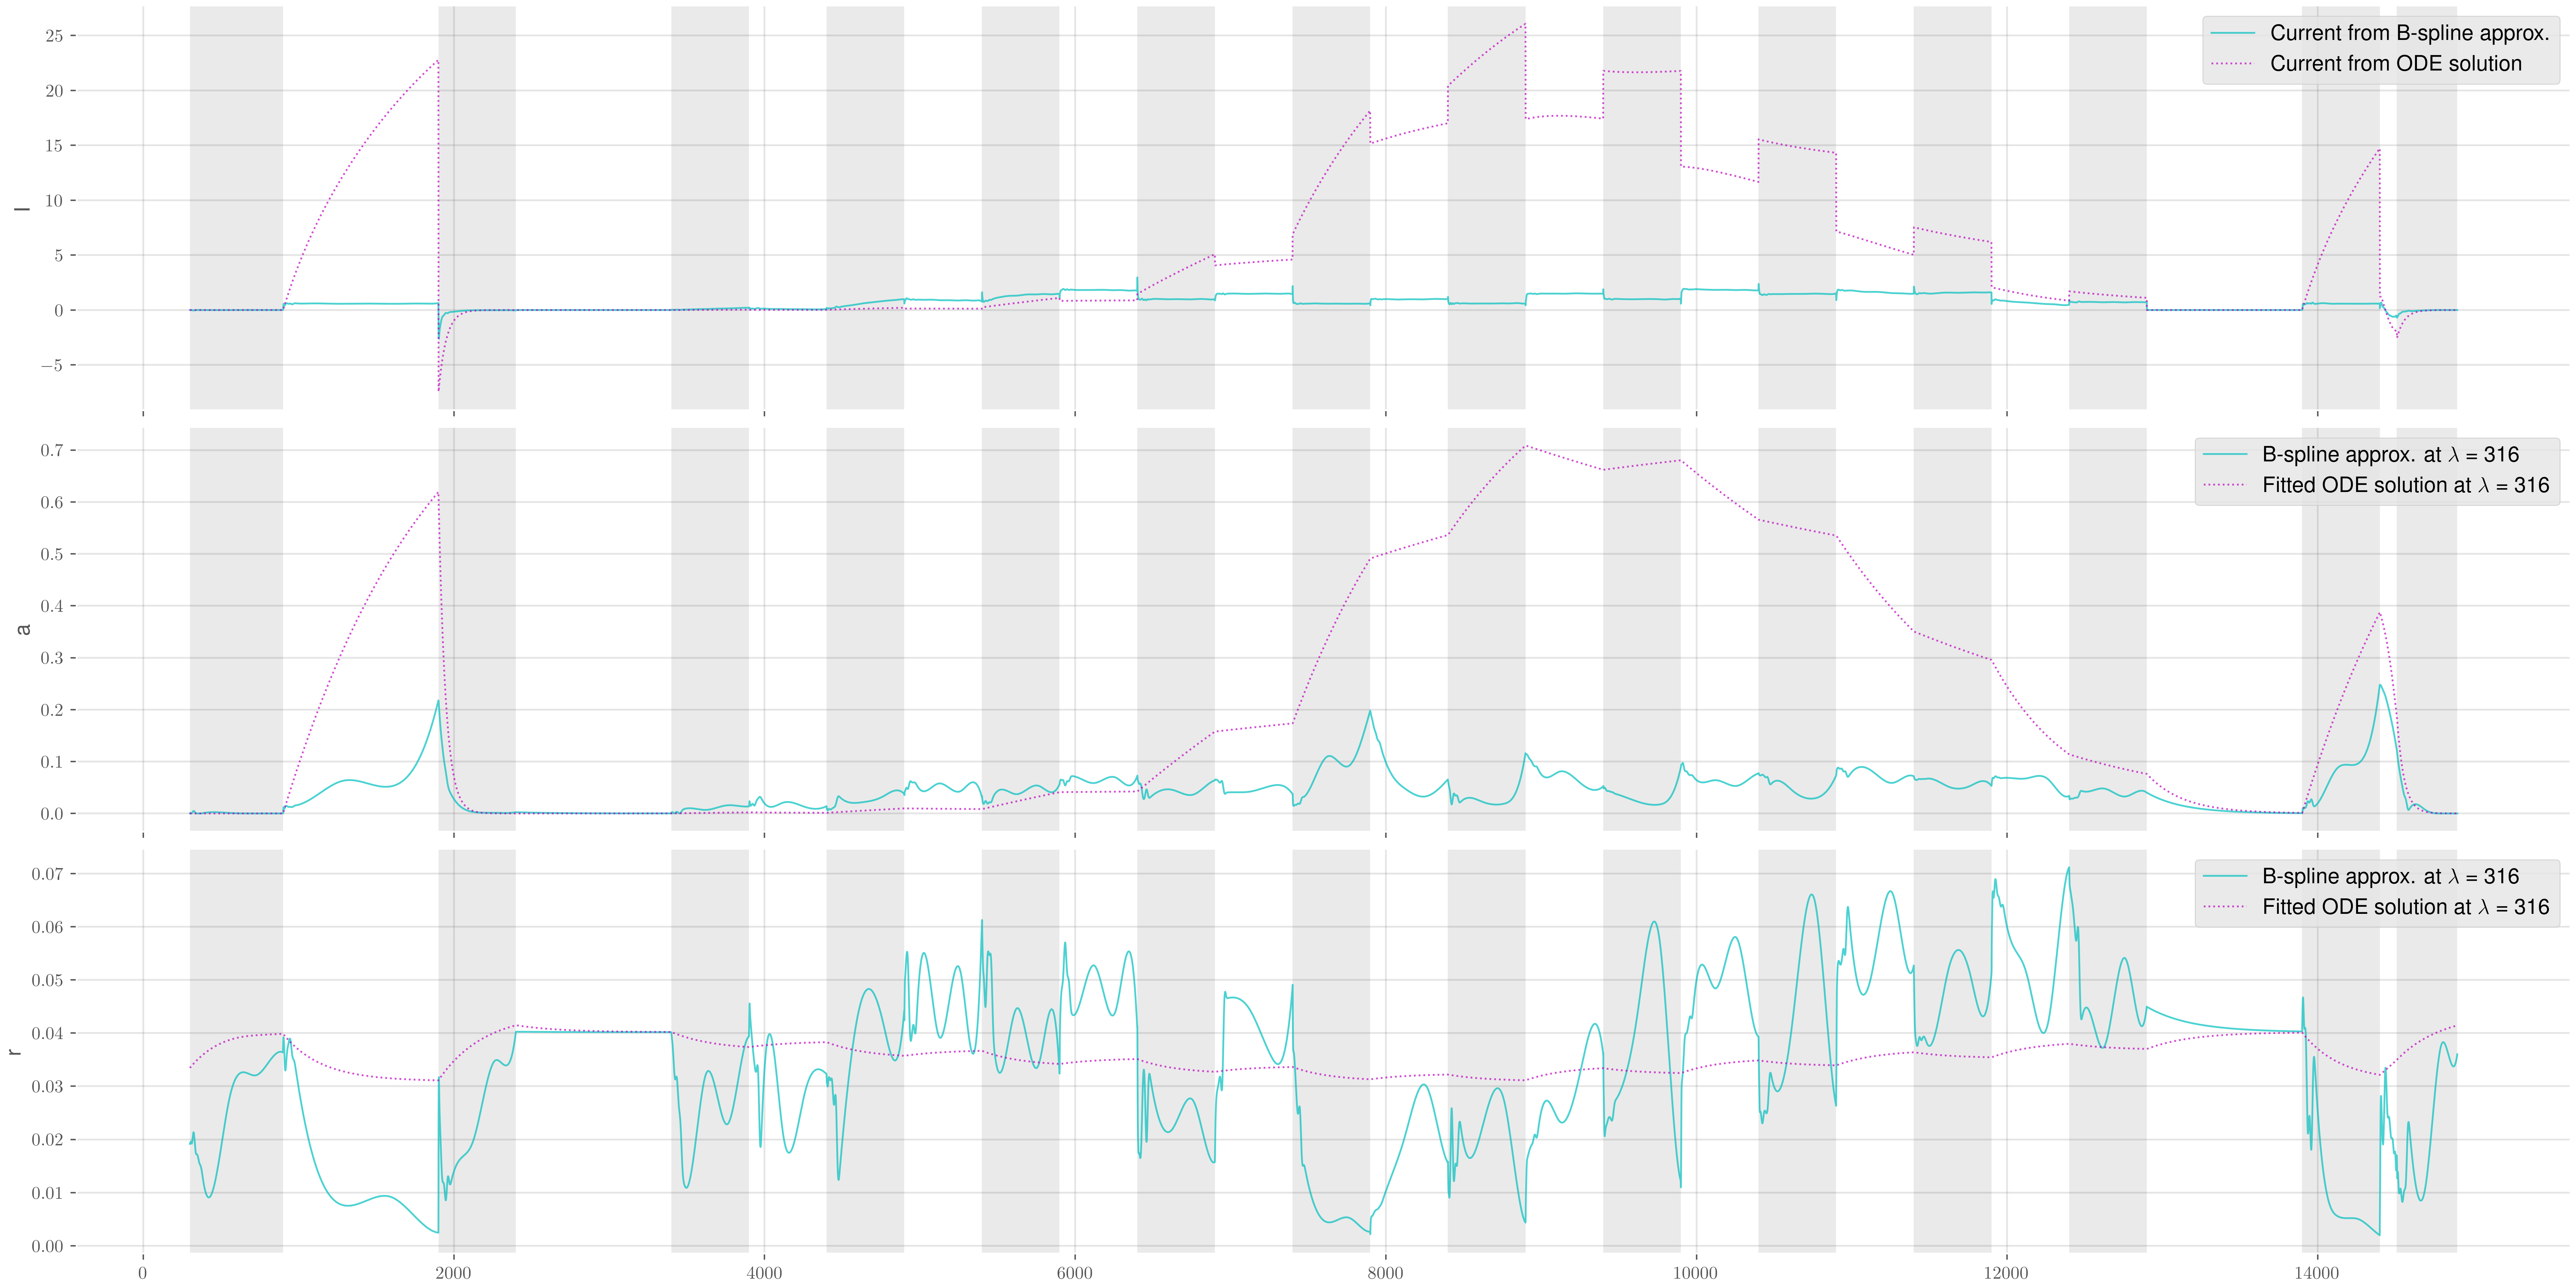 Current from B-spline approx.
Current from ODE solution
25
20
15
10
5
0
−5
I
B-spline approx. at λ = 316
Fitted ODE solution at λ = 316
0.7
0.6
0.5
0.4
0.3
0.2
0.1
0.0
a
B-spline approx. at λ = 316
Fitted ODE solution at λ = 316
0.07
0.06
0.05
0.04
0.03
0.02
0.01
0.00
r
0 2000 4000 6000 8000 10000 12000 14000